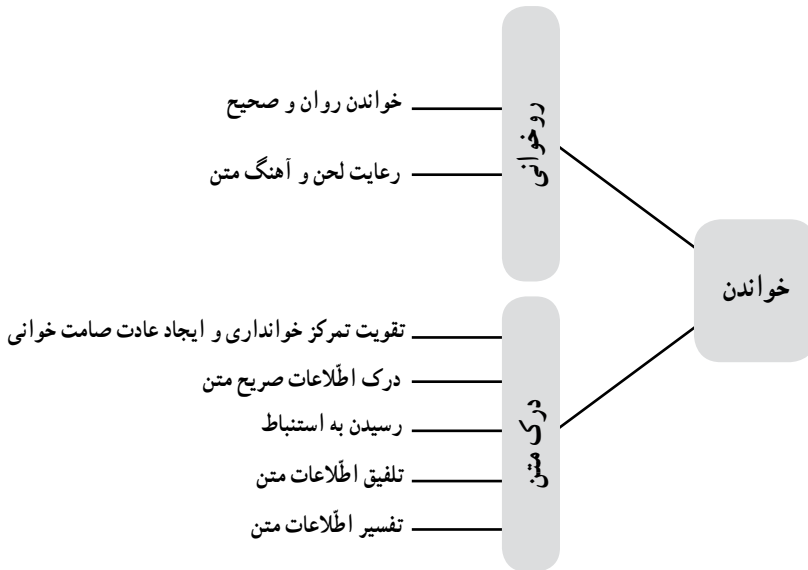 خواندن
روخوانی
خواندن روان و صحیح
رعایت لحن و آهنگ متن
درک متن
تقویت تمرکز خوانداری و ایجاد عادت صامت خوانی
درک اطّلاعات صریح متن
رسیدن به استنباط
تلفیق اطّلاعات متن
تفسیر اطّلاعات متن